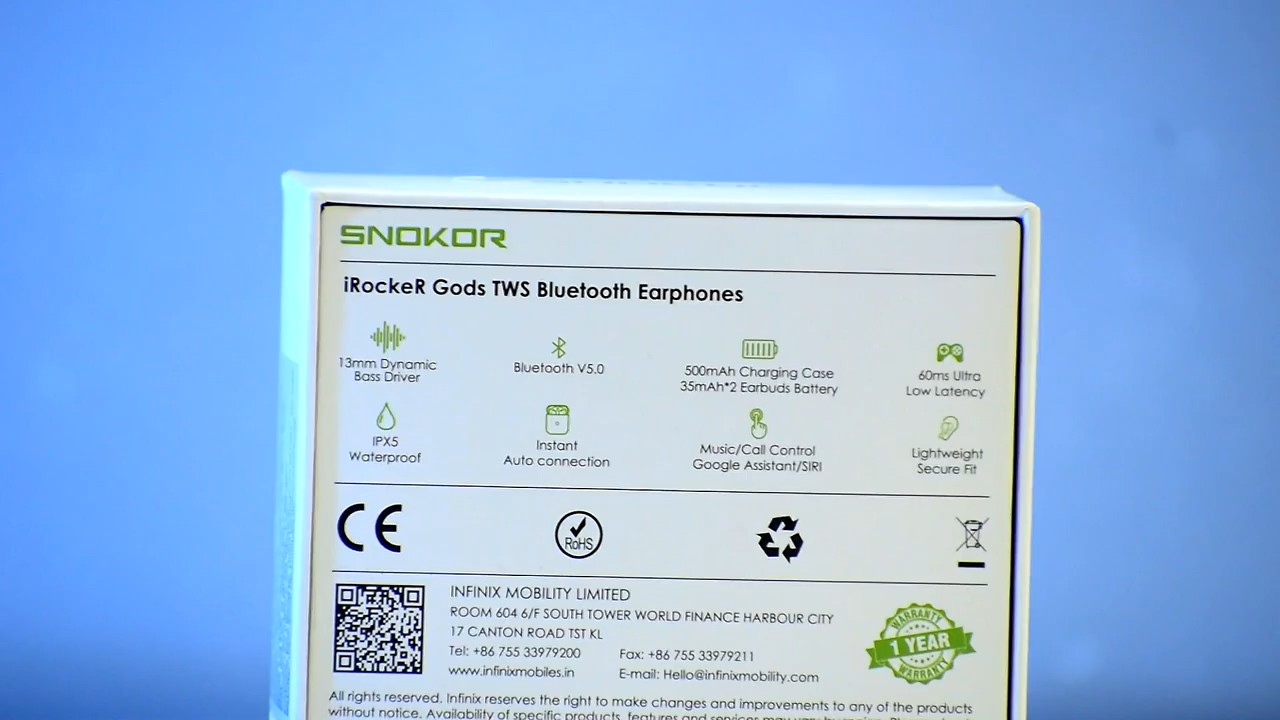 SNOKOR
iRockeR Gods TWS Bluetooth Earphones
13mm Dynamic
Bass Driver
Bluetooth V5.0
500mAh Charging Case
35mAh*2 Earbuds Battery
60ms Ultra
Low Latency
IPX5
Waterproof
Instant
Auto connection
Music/Call Control
Google Assistant/SIRI
Lightweight
Secure Fit
CE
RoHS
INFINIX MOBILITY LIMITED
ROOM 604 6/F SOUTH TOWER WORLD FINANCE HARBOUR CITY
17 CANTON ROAD TST KL
Tel: +86 755 33979200
Fax: +86 755 33979211
www.infinixmobiles.in
E-mail: Hello@infinixmobility.com
WARRANTY
1 YEAR
WARRANTY
All rights reserved. Infinix reserves the right to make changes and improvements to any of the products
without notice. Availability of specific products, features and services may vary by